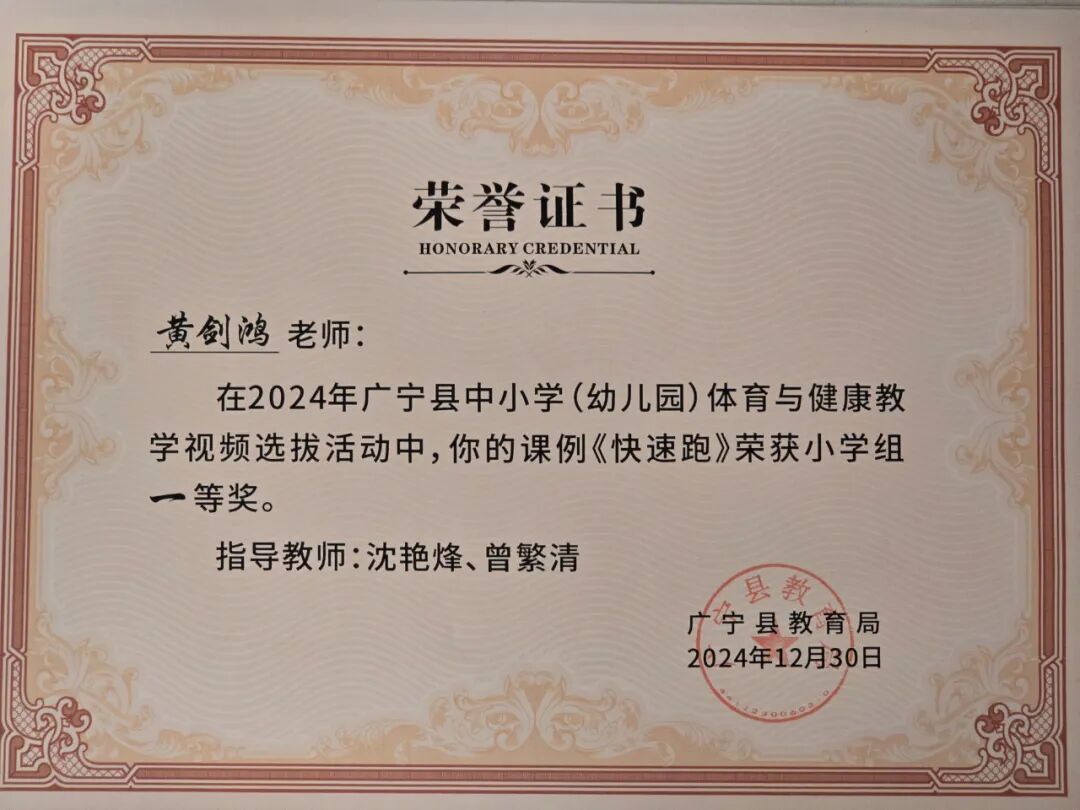 荣誉证书
HONORARY CREDENTIAL
黄剑鸿 老师：
在2024年广宁县中小学（幼儿园）体育与健康教
学视频选拔活动中，你的课例《快速跑》荣获小学组
一等奖。
指导教师：沈艳烽、曾繁清
广宁县教育局
2024年12月30日